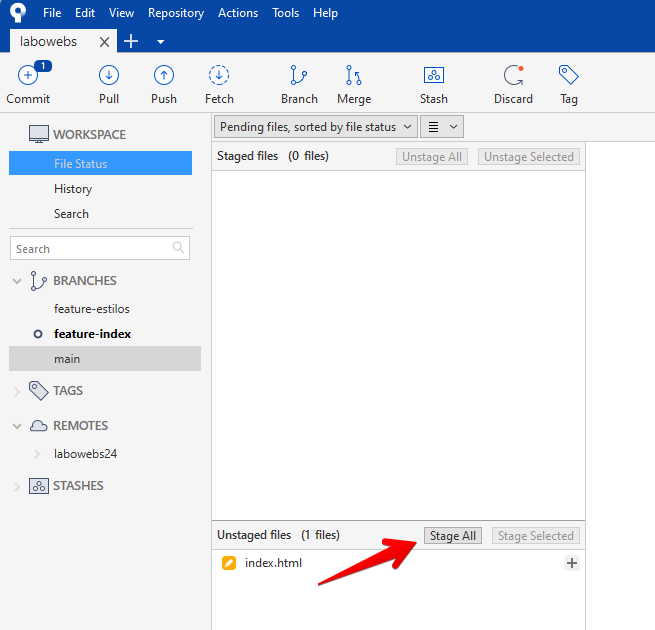 File Edit View Repository Actions Tools Help
labowebs
1
Commit Pull Push Fetch Branch Merge Stash Discard Tag
WORKSPACE
File Status
History
Search
Search
BRANCHES
feature-estilos
feature-index
main
TAGS
REMOTES
labowebs24
STASHES
Pending files, sorted by file status
Staged files (0 files) Unstage All Unstage Selected
Unstaged files (1 files) Stage All Stage Selected
index.html